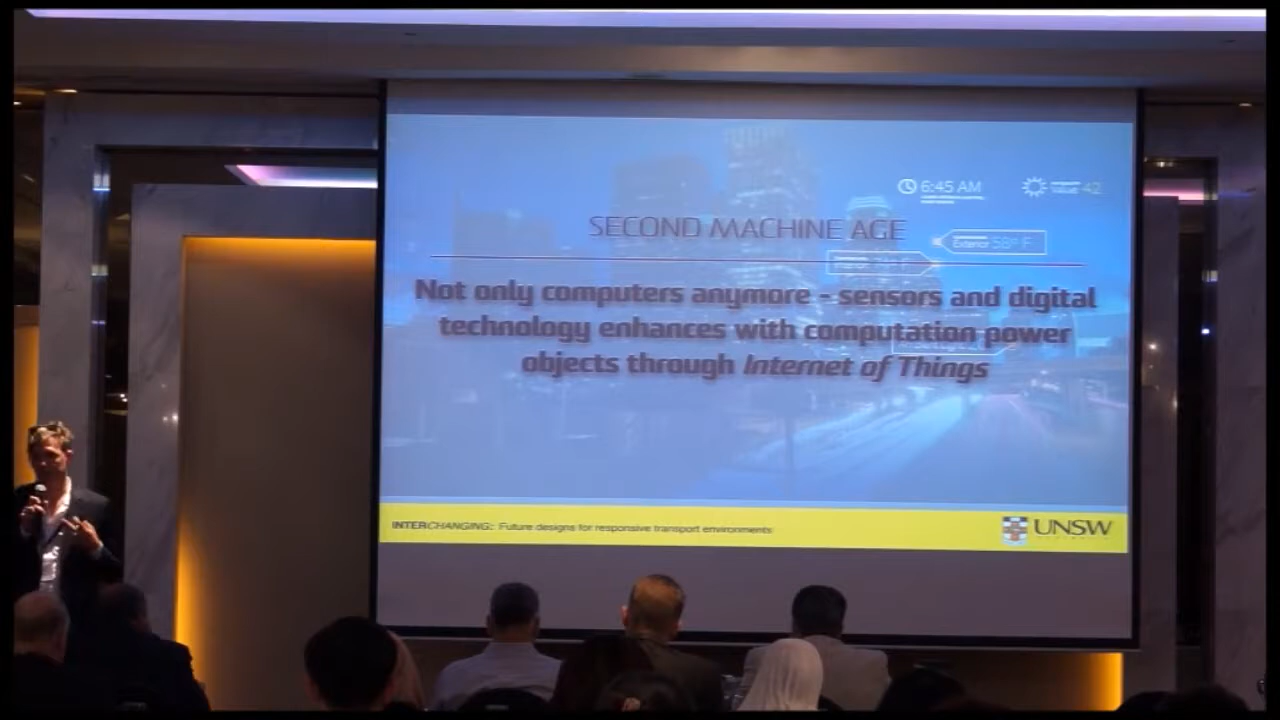 6:45 AM
42
SECOND MACHINE AGE
Exterior 58° F
Not only computers anymore - sensors and digital
technology enhances with computation power
objects through Internet of Things
INTERCHANGING: Future designs for responsive transport environments
UNSW